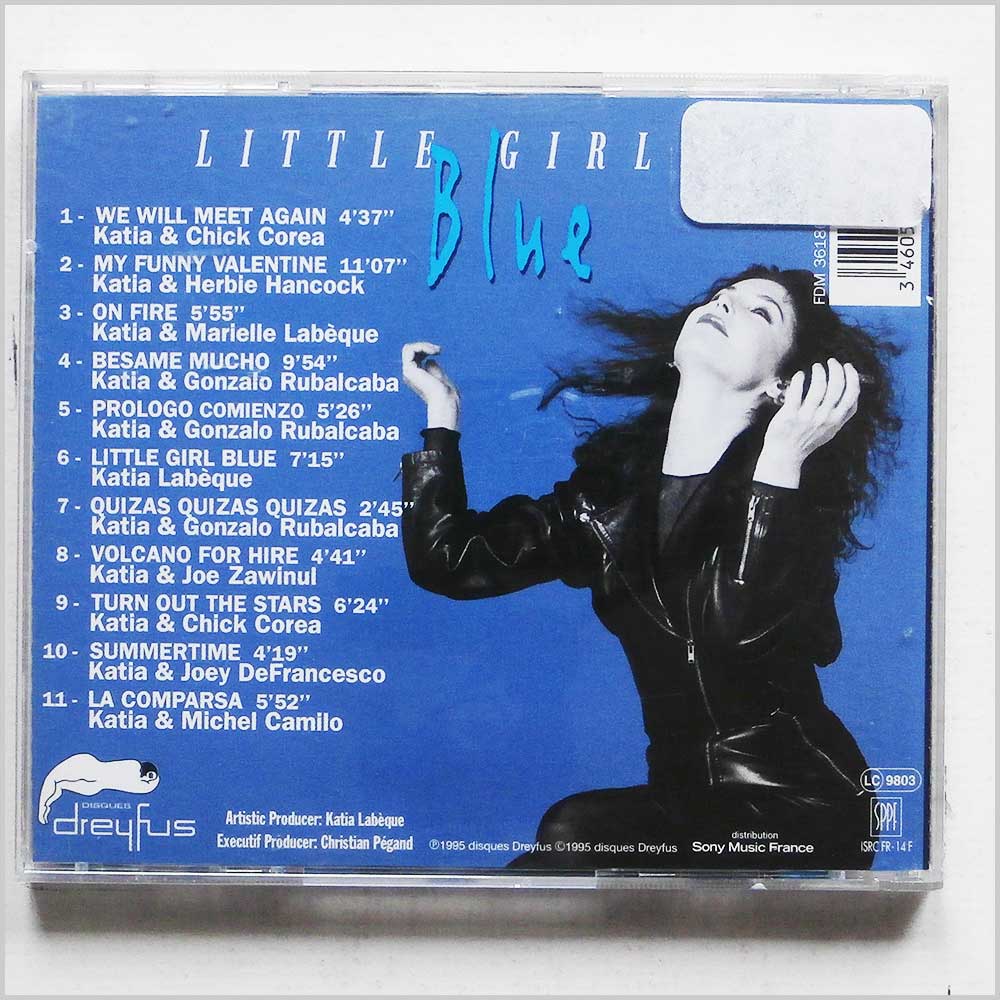 LITTLE GIRL
Blue
1 - WE WILL MEET AGAIN 4'37''
Katia & Chick Corea
2 - MY FUNNY VALENTINE 11'07''
Katia & Herbie Hancock
3 - ON FIRE 5'55''
Katia & Marielle Labèque
4 - BESAME MUCHO 9'54''
Katia & Gonzalo Rubalcaba
5 - PROLOGO COMIENZO 5'26''
Katia & Gonzalo Rubalcaba
6 - LITTLE GIRL BLUE 7'15''
Katia Labèque
7 - QUIZAS QUIZAS QUIZAS 2'45''
Katia & Gonzalo Rubalcaba
8 - VOLCANO FOR HIRE 4'41''
Katia & Joe Zawinul
9 - TURN OUT THE STARS 6'24''
Katia & Chick Corea
10 - SUMMERTIME 4'19''
Katia & Joey DeFrancesco
11 - LA COMPARSA 5'52''
Katia & Michel Camilo
FDM 3618
3 4605
DISQUES
dreyfus
Artistic Producer: Katia Labèque
Executif Producer: Christian Pégand
℗1995 disques Dreyfus ©1995 disques Dreyfus
distribution
Sony Music France
LC 9803
SPPF
ISRC FR - 14 F